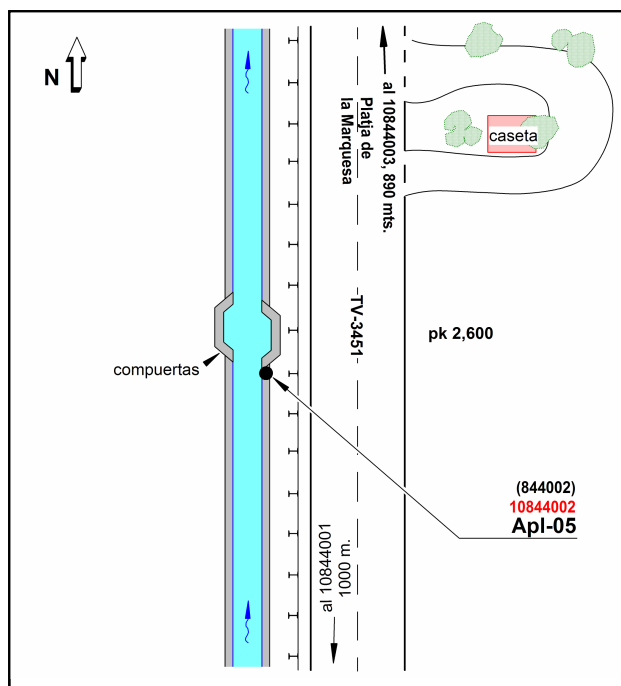 N
al 10844003, 890 mts.
Platja de
la Marquesa
caseta
TV-3451
pk 2,600
compuertas
(844002)
10844002
Apl-05
al 10844001
1000 m.